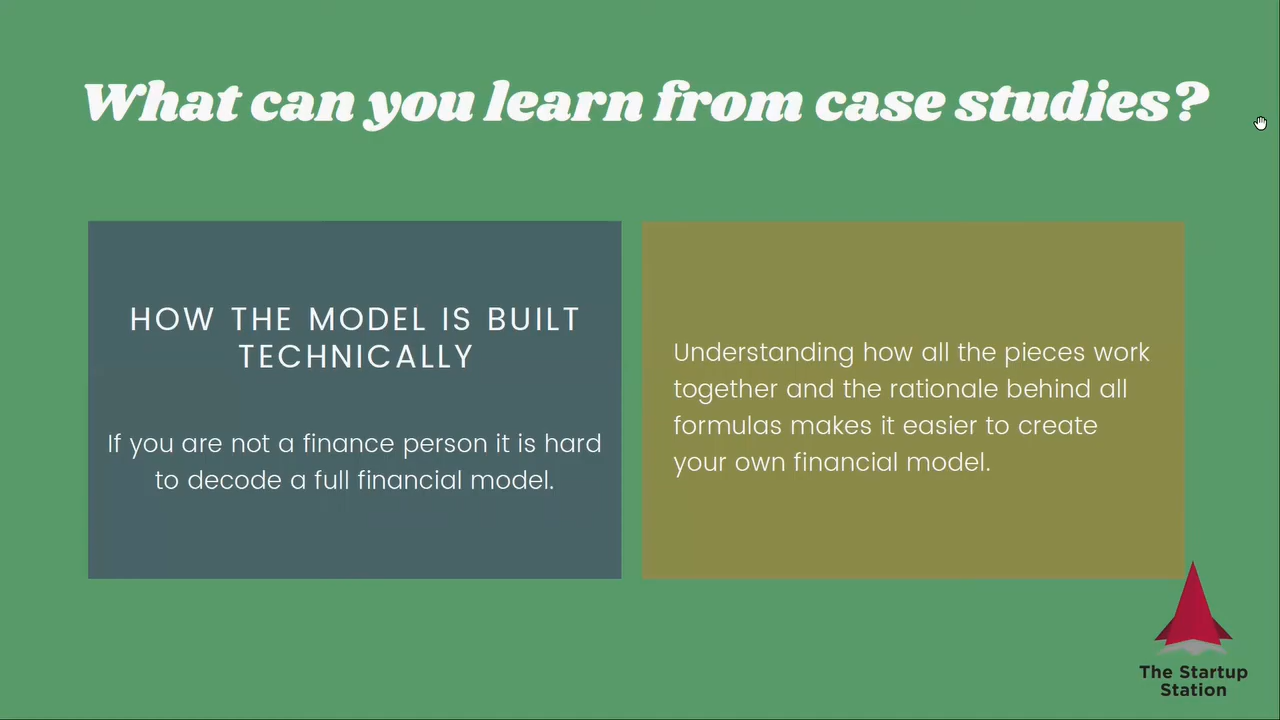 What can you learn from case studies?
HOW THE MODEL IS BUILT
TECHNICALLY
If you are not a finance person it is hard
to decode a full financial model.
Understanding how all the pieces work
together and the rationale behind all
formulas makes it easier to create
your own financial model.
The Startup
Station